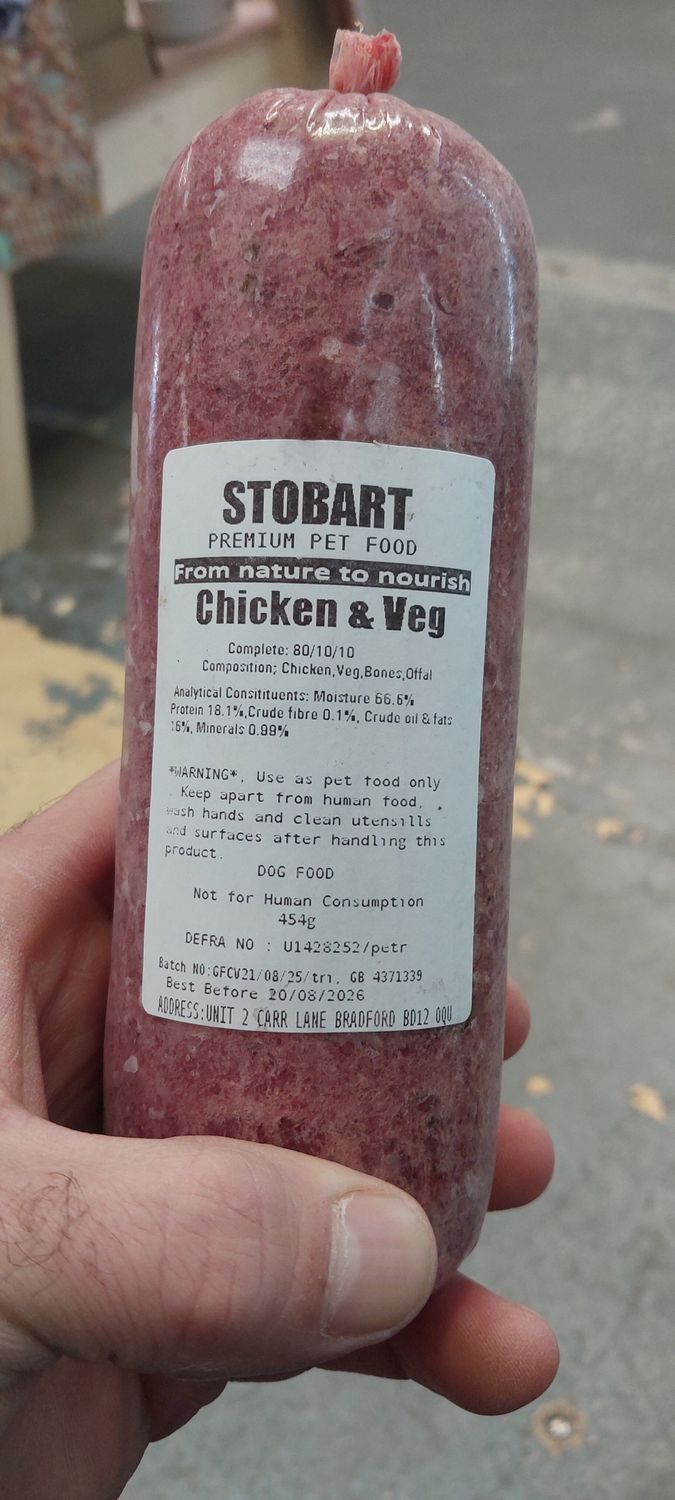 STOBART
PREMIUM PET FOOD
From nature to nourish
Chicken & Veg
Complete: 80/10/10
Composition; Chicken,Veg,Bones,Offal
Analytical Consitituents: Moisture 66.6%
Protein 18.1%,Crude fibre 0.1%, Crude oil & fats
16%, Minerals 0.99%
*WARNING*, Use as pet food only
Keep apart from human food,
wash hands and clean utensills
and surfaces after handling this
product.
DOG FOOD
Not for Human Consumption
454g
DEFRA NO : U1428252/petr
Batch NO:GFCV21/08/25/tri, GB 4371339
Best Before 20/08/2026
ADDRESS:UNIT 2 CARR LANE BRADFORD BD12 0QU